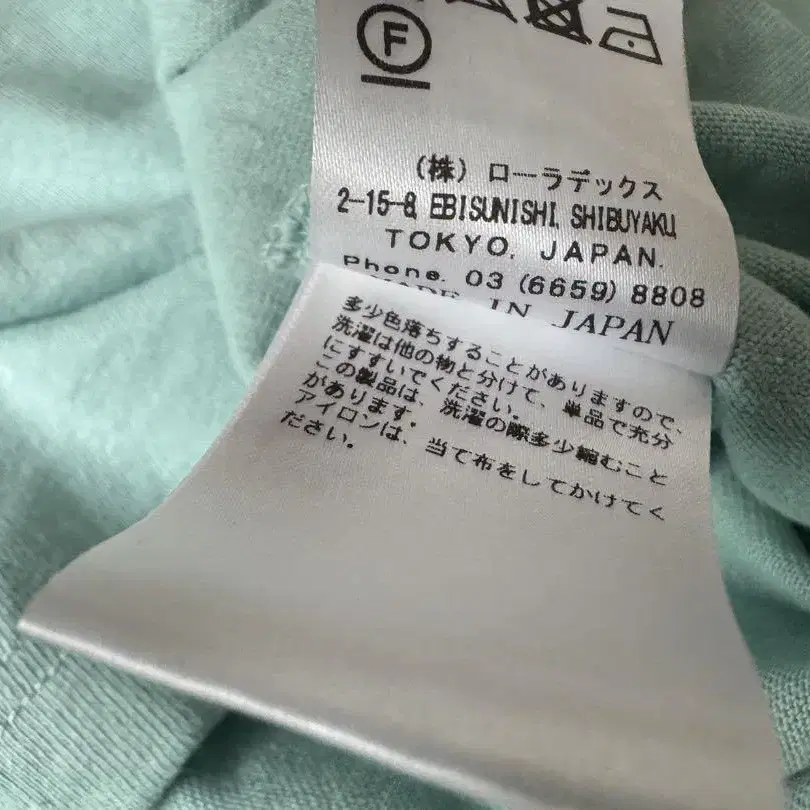 F
(株) ローラデックス
2-15-8, EBISUNISHI, SHIBUYAKU
TOKYO, JAPAN.
Phone. 03 (6659) 8808
MADE IN JAPAN
多少色落ちすることがありますので、
洗濯は他の物と分けて、単品で充分
にすすいでください。
この製品は、洗濯の際多少縮むこと
があります。
アイロンは、当て布をしてかけてく
ださい。